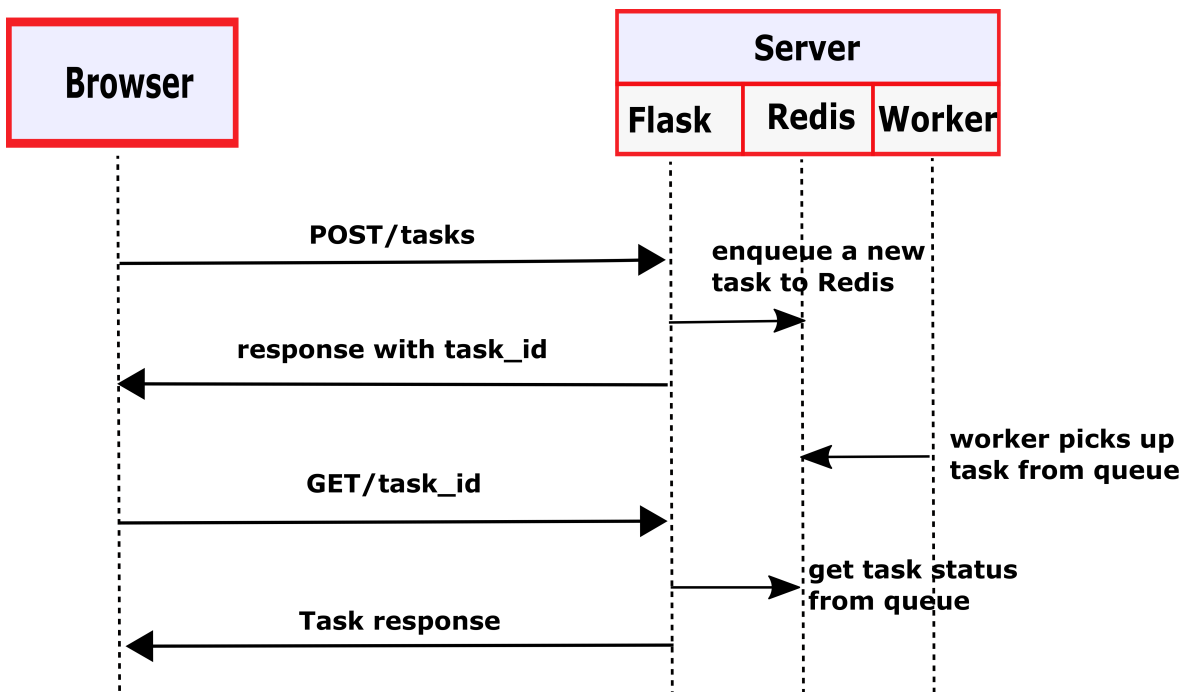 Browser
Server
Flask
Redis
Worker
POST/tasks
enqueue a new
task to Redis
response with task_id
worker picks up
task from queue
GET/task_id
get task status
from queue
Task response